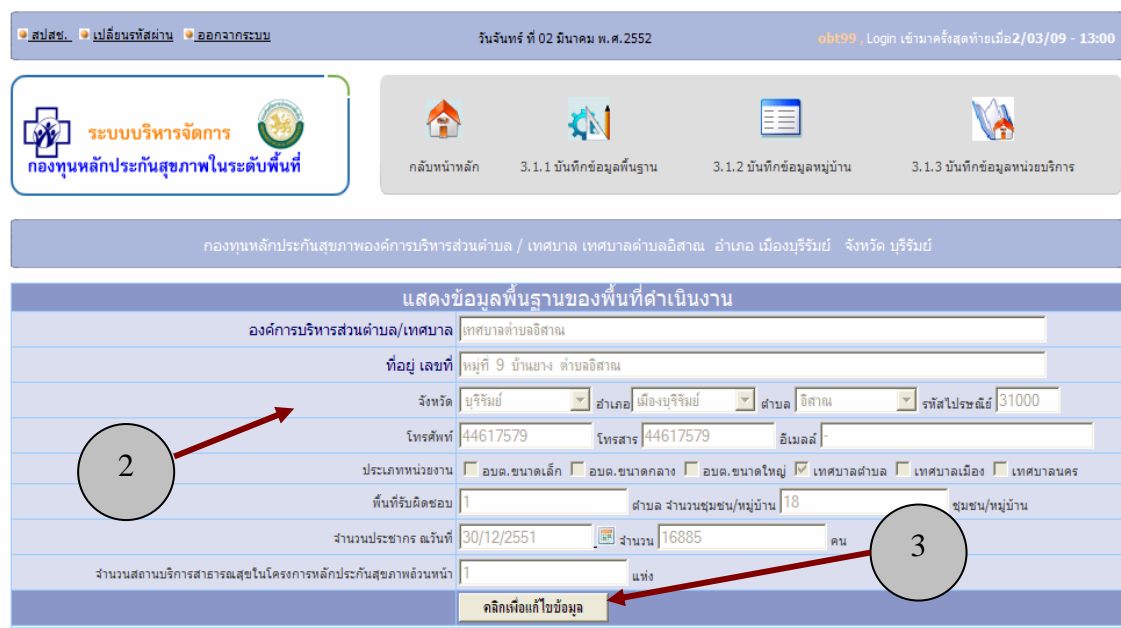 สปสช. เปลี่ยนรหัสผ่าน ออกจากระบบ วันจันทร์ ที่ 02 มีนาคม พ.ศ.2552 obt99 , Login เข้ามาครั้งสุดท้ายเมื่อ2/03/09 - 13:00
ระบบบริหารจัดการ
กองทุนหลักประกันสุขภาพในระดับพื้นที่
กลับหน้าหลัก 3.1.1 บันทึกข้อมูลพื้นฐาน 3.1.2 บันทึกข้อมูลหมู่บ้าน 3.1.3 บันทึกข้อมูลหน่วยบริการ
กองทุนหลักประกันสุขภาพองค์การบริหารส่วนตำบล / เทศบาล เทศบาลตำบลอิสาณ อำเภอ เมืองบุรีรัมย์ จังหวัด บุรีรัมย์
แสดงข้อมูลพื้นฐานของพื้นที่ดำเนินงาน
องค์การบริหารส่วนตำบล/เทศบาล เทศบาลตำบลอิสาณ
ที่อยู่ เลขที่ หมู่ที่ 9 บ้านยาง ตำบลอิสาณ
จังหวัด บุรีรัมย์ อำเภอ เมืองบุรีรัมย์ ตำบล อิสาณ รหัสไปรษณีย์ 31000
โทรศัพท์ 44617579 โทรสาร 44617579 อีเมลล์ -
ประเภทหน่วยงาน อบต.ขนาดเล็ก อบต.ขนาดกลาง อบต.ขนาดใหญ่ เทศบาลตำบล เทศบาลเมือง เทศบาลนคร
พื้นที่รับผิดชอบ 1 ตำบล จำนวนชุมชน/หมู่บ้าน 18 ชุมชน/หมู่บ้าน
จำนวนประชากร ณวันที่ 30/12/2551 จำนวน 16885 คน
จำนวนสถานบริการสาธารณสุขในโครงการหลักประกันสุขภาพถ้วนหน้า 1 แห่ง
คลิกเพื่อแก้ไขข้อมูล
2
3